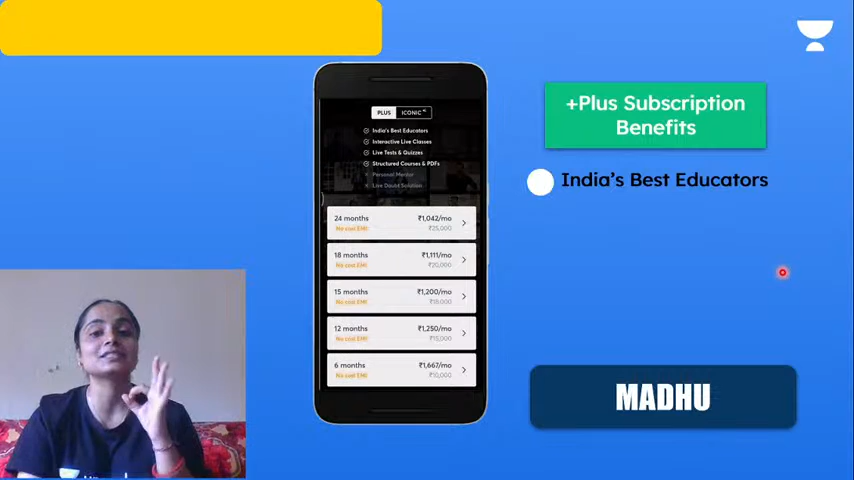 PLUS ICONIC
India's Best Educators
Interactive Live Classes
Live Tests & Quizzes
Structured Courses & PDFs
Personal Mentor
Live Doubt Solution
24 months ₹1,042/mo
No cost EMI ₹25,000
18 months ₹1,111/mo
No cost EMI ₹20,000
15 months ₹1,200/mo
No cost EMI ₹18,000
12 months ₹1,250/mo
No cost EMI ₹15,000
6 months ₹1,667/mo
No cost EMI ₹10,000
+Plus Subscription
Benefits
India's Best Educators
MADHU